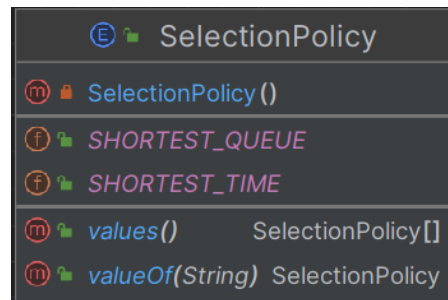 E SelectionPolicy
m SelectionPolicy()
f SHORTEST_QUEUE
f SHORTEST_TIME
m values() SelectionPolicy[]
m valueOf(String) SelectionPolicy